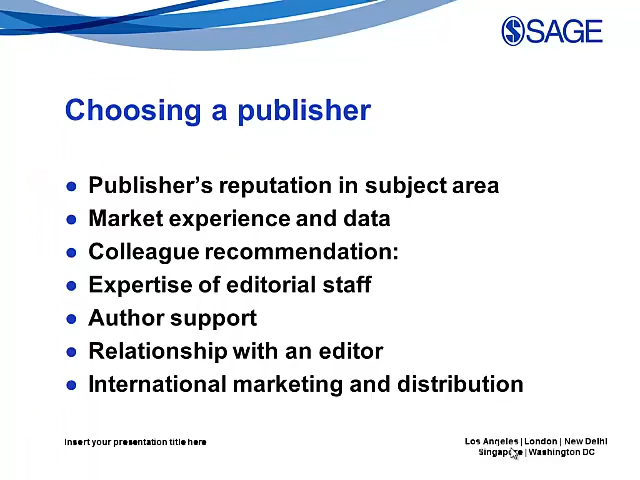 SAGE
Choosing a publisher
● Publisher's reputation in subject area
● Market experience and data
● Colleague recommendation:
● Expertise of editorial staff
● Author support
● Relationship with an editor
● International marketing and distribution
Insert your presentation title here
Los Angeles | London | New Delhi
Singapore | Washington DC